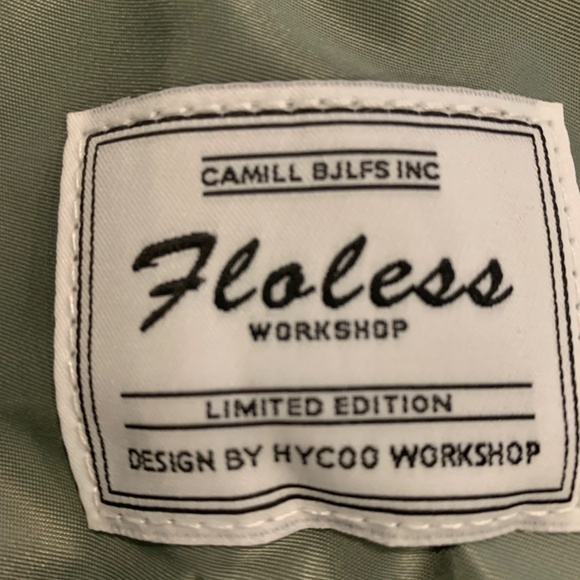 CAMILL BJLFS INC
Floless
WORKSHOP
LIMITED EDITION
DESIGN BY HYCOO WORKSHOP